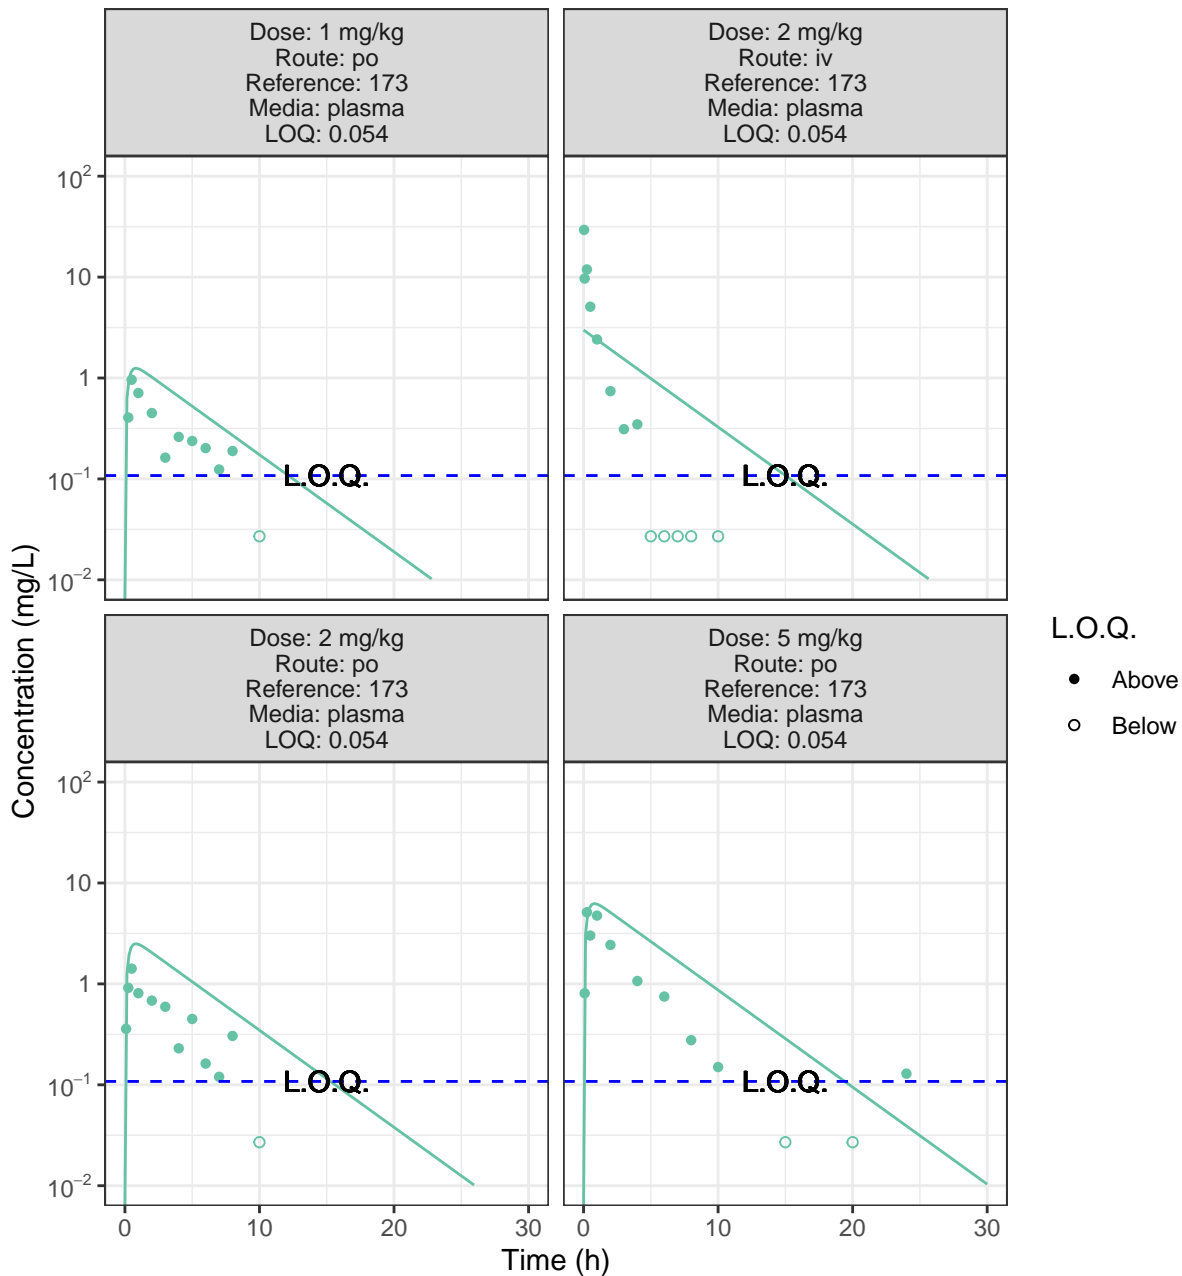 Dose: 1 mg/kg
Route: po
Reference: 173
Media: plasma
LOQ: 0.054
Dose: 2 mg/kg
Route: iv
Reference: 173
Media: plasma
LOQ: 0.054
10²
10
1
10⁻¹
10⁻²
L.O.Q.
L.O.Q.
Dose: 2 mg/kg
Route: po
Reference: 173
Media: plasma
LOQ: 0.054
Dose: 5 mg/kg
Route: po
Reference: 173
Media: plasma
LOQ: 0.054
10²
10
1
10⁻¹
10⁻²
L.O.Q.
L.O.Q.
0 10 20 30
0 10 20 30
Time (h)
Concentration (mg/L)
L.O.Q.
Above
Below